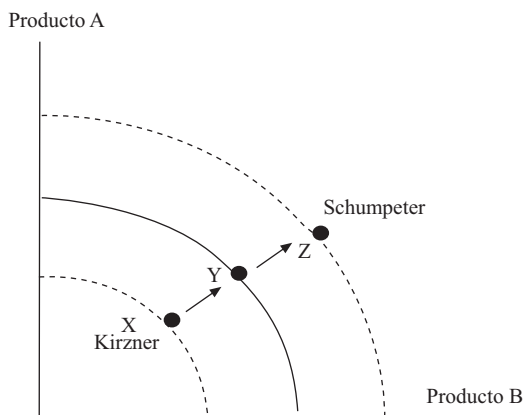 Producto A
Schumpeter
Z
Y
X
Kirzner
Producto B